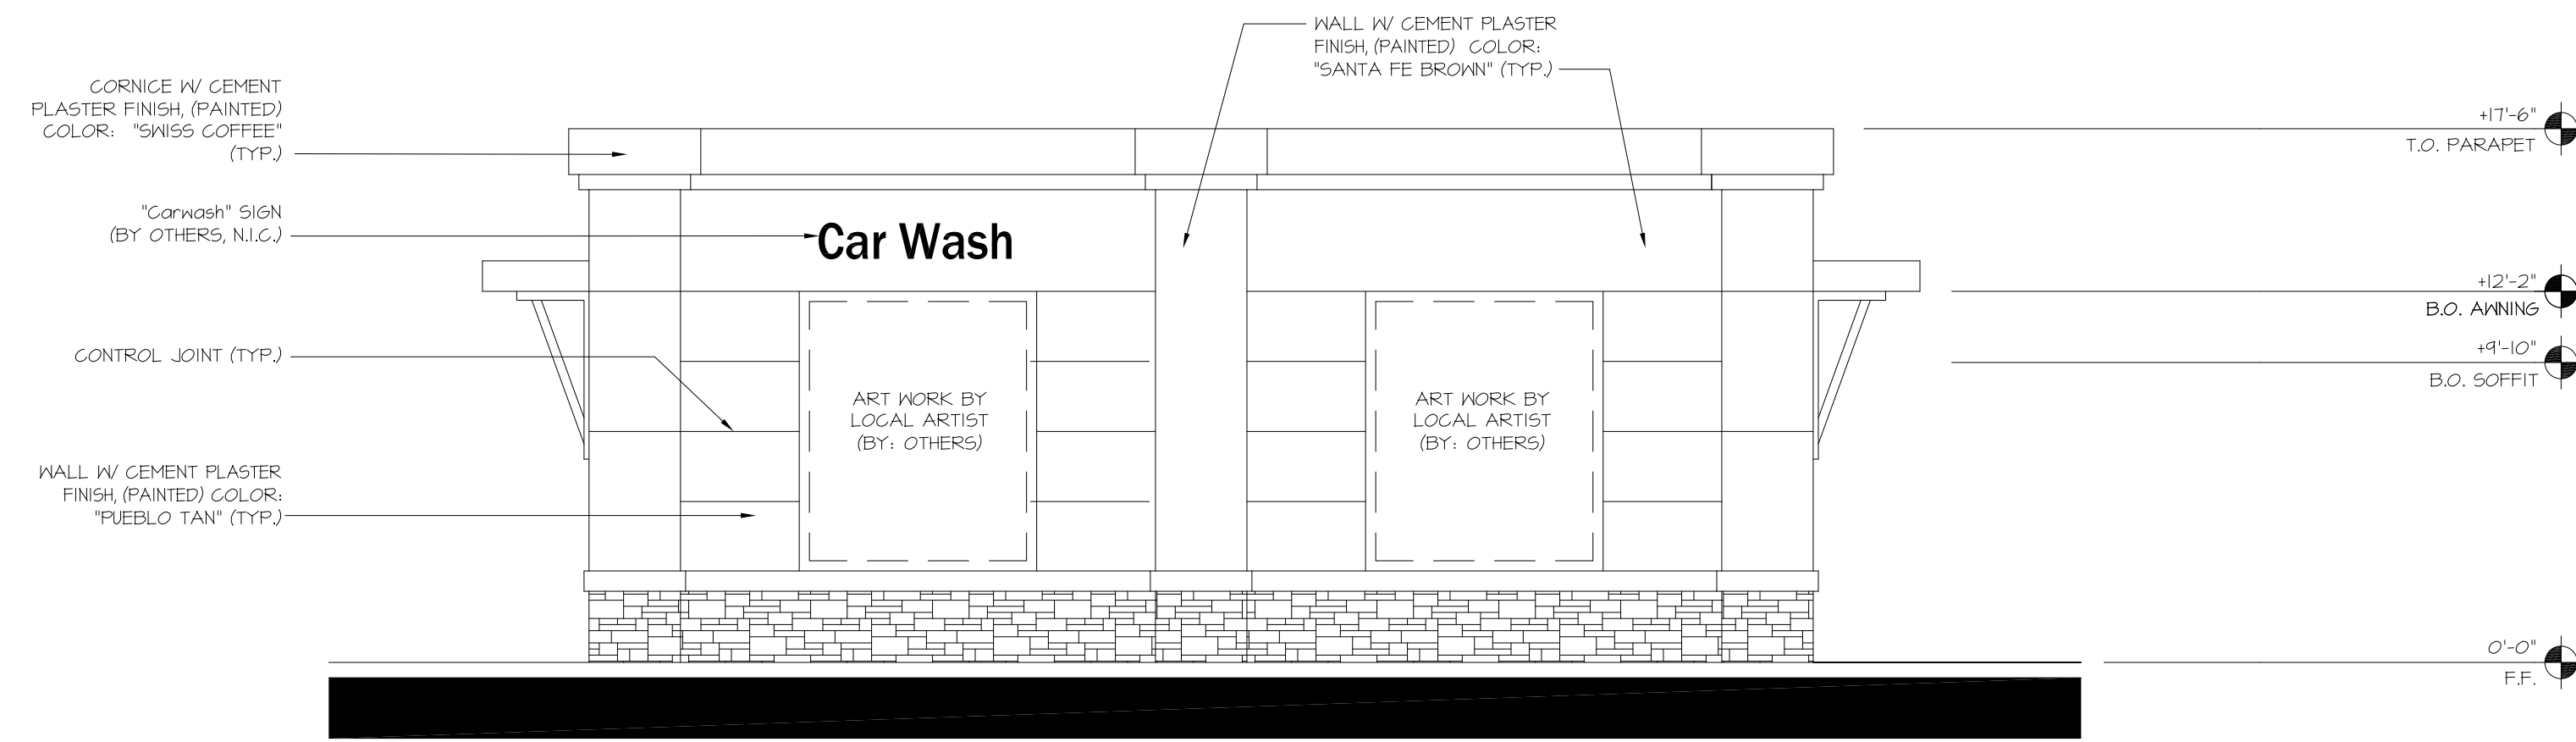 WALL W/ CEMENT PLASTER
FINISH, (PAINTED) COLOR:
"SANTA FE BROWN" (TYP.)
CORNICE W/ CEMENT
PLASTER FINISH, (PAINTED)
COLOR: "SWISS COFFEE"
(TYP.)
"Carwash" SIGN
(BY OTHERS, N.I.C.)
CONTROL JOINT (TYP.)
WALL W/ CEMENT PLASTER
FINISH, (PAINTED) COLOR:
"PUEBLO TAN" (TYP.)
Car Wash
ART WORK BY
LOCAL ARTIST
(BY: OTHERS)
ART WORK BY
LOCAL ARTIST
(BY: OTHERS)
+17'-6"
T.O. PARAPET
+12'-2"
B.O. AWNING
+9'-10"
B.O. SOFFIT
0'-0"
F.F.